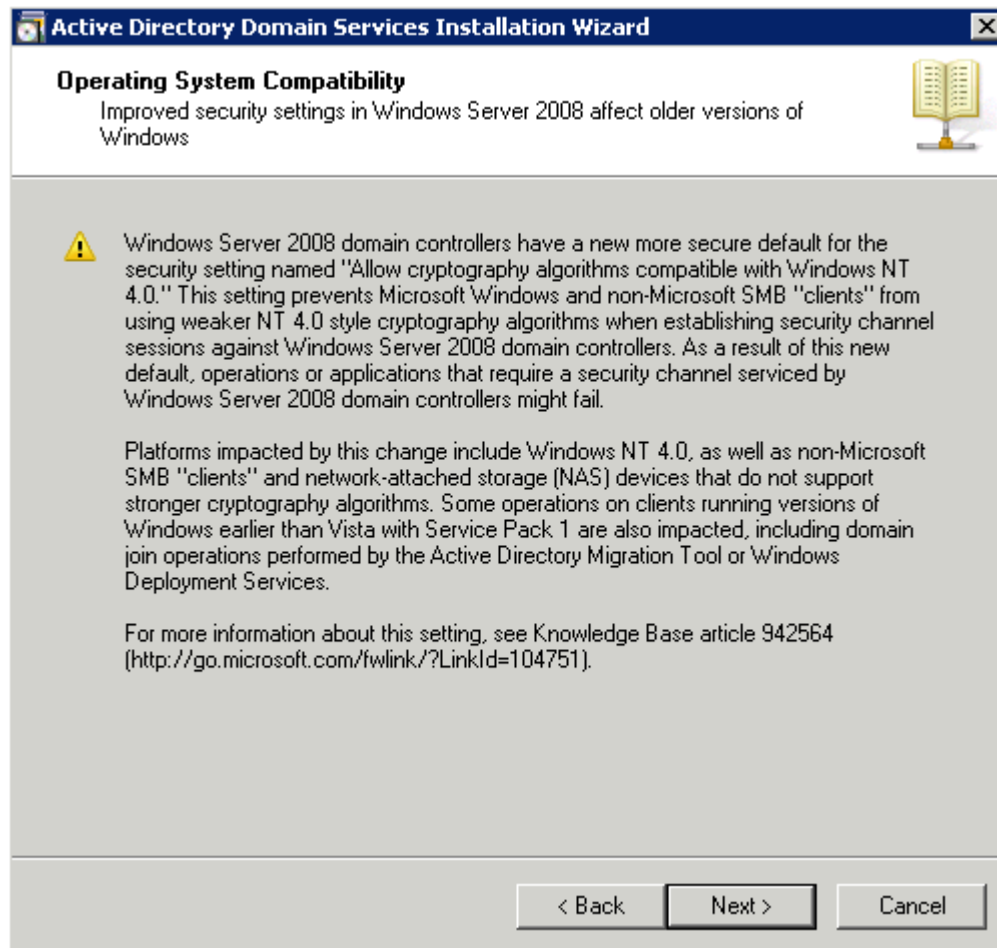 Active Directory Domain Services Installation Wizard
Operating System Compatibility
Improved security settings in Windows Server 2008 affect older versions of
Windows
Windows Server 2008 domain controllers have a new more secure default for the
security setting named "Allow cryptography algorithms compatible with Windows NT
4.0." This setting prevents Microsoft Windows and non-Microsoft SMB "clients" from
using weaker NT 4.0 style cryptography algorithms when establishing security channel
sessions against Windows Server 2008 domain controllers. As a result of this new
default, operations or applications that require a security channel serviced by
Windows Server 2008 domain controllers might fail.
Platforms impacted by this change include Windows NT 4.0, as well as non-Microsoft
SMB "clients" and network-attached storage (NAS) devices that do not support
stronger cryptography algorithms. Some operations on clients running versions of
Windows earlier than Vista with Service Pack 1 are also impacted, including domain
join operations performed by the Active Directory Migration Tool or Windows
Deployment Services.
For more information about this setting, see Knowledge Base article 942564
(http://go.microsoft.com/fwlink/?LinkId=104751).
< Back
Next >
Cancel